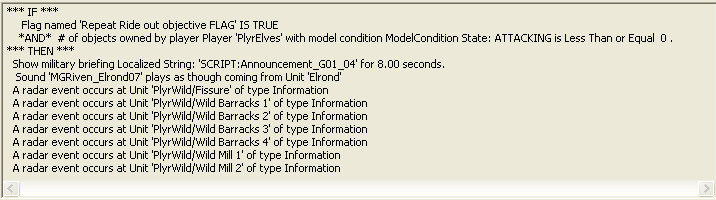 *** IF ***
Flag named 'Repeat Ride out objective FLAG' IS TRUE
*AND*  # of objects owned by player Player 'PlyrElves' with model condition ModelCondition State: ATTACKING is Less Than or Equal  0 .
*** THEN ***
Show military briefing Localized String: 'SCRIPT:Announcement_G01_04' for 8.00 seconds.
Sound 'MGRiven_Elrond07' plays as though coming from Unit 'Elrond'
A radar event occurs at Unit 'PlyrWild/Fissure' of type Information
A radar event occurs at Unit 'PlyrWild/Wild Barracks 1' of type Information
A radar event occurs at Unit 'PlyrWild/Wild Barracks 2' of type Information
A radar event occurs at Unit 'PlyrWild/Wild Barracks 3' of type Information
A radar event occurs at Unit 'PlyrWild/Wild Barracks 4' of type Information
A radar event occurs at Unit 'PlyrWild/Wild Mill 1' of type Information
A radar event occurs at Unit 'PlyrWild/Wild Mill 2' of type Information